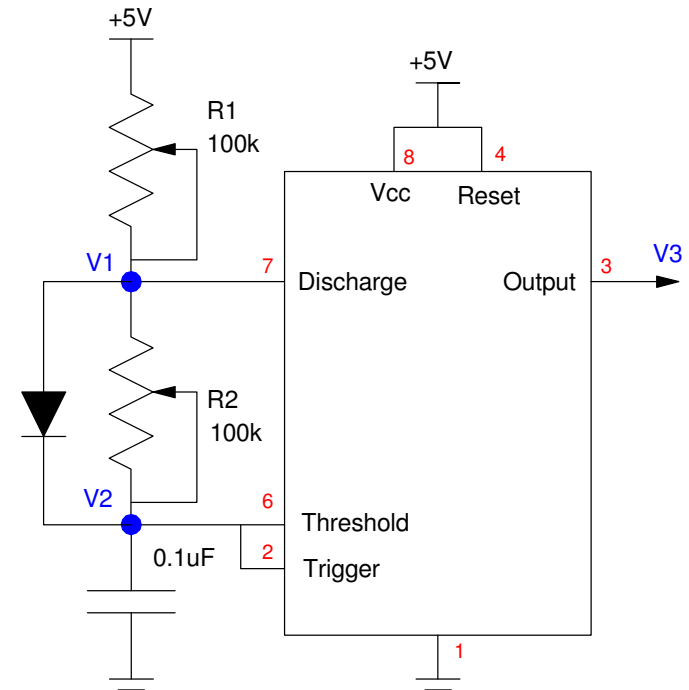 +5V
+5V
R1
100k
8
4
Vcc
Reset
V1
7
3
V3
Discharge
Output
R2
100k
V2
6
Threshold
0.1uF
2
Trigger
1